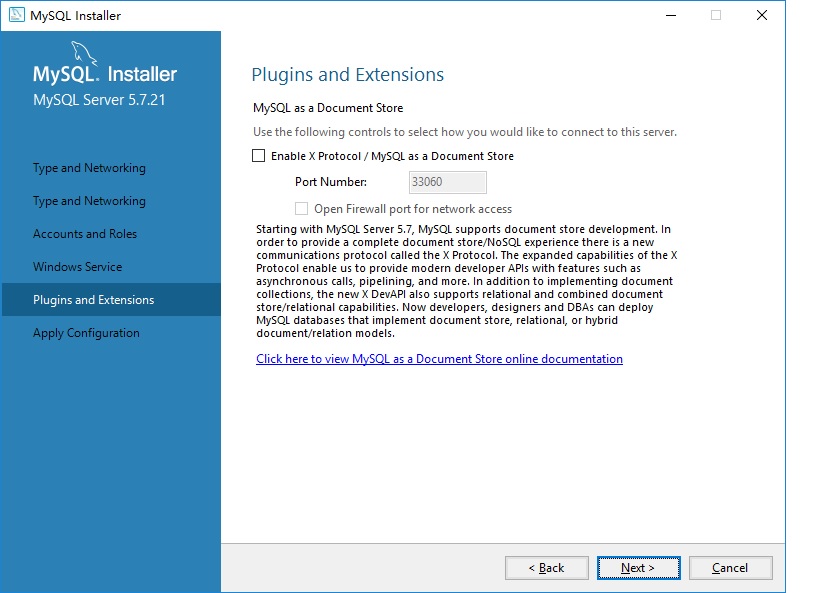 MySQL Installer
MySQL. Installer
MySQL Server 5.7.21
Type and Networking
Type and Networking
Accounts and Roles
Windows Service
Plugins and Extensions
Apply Configuration
Plugins and Extensions
MySQL as a Document Store
Use the following controls to select how you would like to connect to this server.
Enable X Protocol / MySQL as a Document Store
Port Number: 33060
Open Firewall port for network access
Starting with MySQL Server 5.7, MySQL supports document store development. In
order to provide a complete document store/NoSQL experience there is a new
communications protocol called the X Protocol. The expanded capabilities of the X
Protocol enable us to provide modern developer APIs with features such as
asynchronous calls, pipelining, and more. In addition to implementing document
collections, the new X DevAPI also supports relational and combined document
store/relational capabilities. Now developers, designers and DBAs can deploy
MySQL databases that implement document store, relational, or hybrid
document/relation models.
Click here to view MySQL as a Document Store online documentation
< Back Next > Cancel